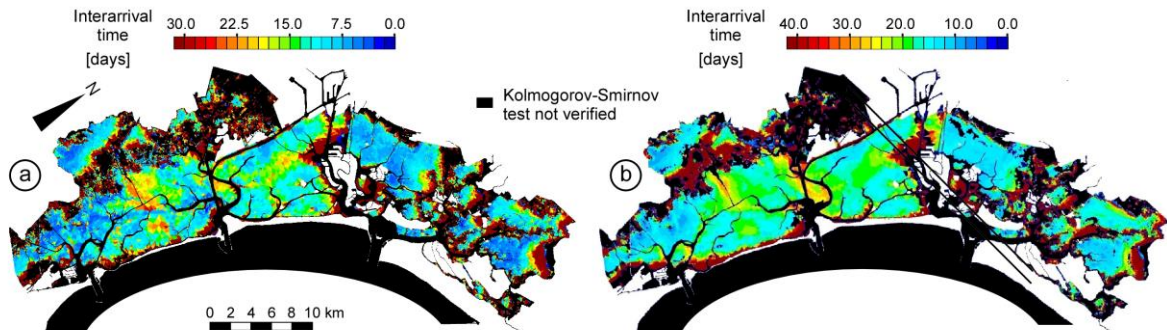 Interarrival time [days]
30.0 22.5 15.0 7.5 0.0
N
a
Kolmogorov-Smirnov
test not verified
0 2 4 6 8 10 km
Interarrival time [days]
40.0 30.0 20.0 10.0 0.0
b